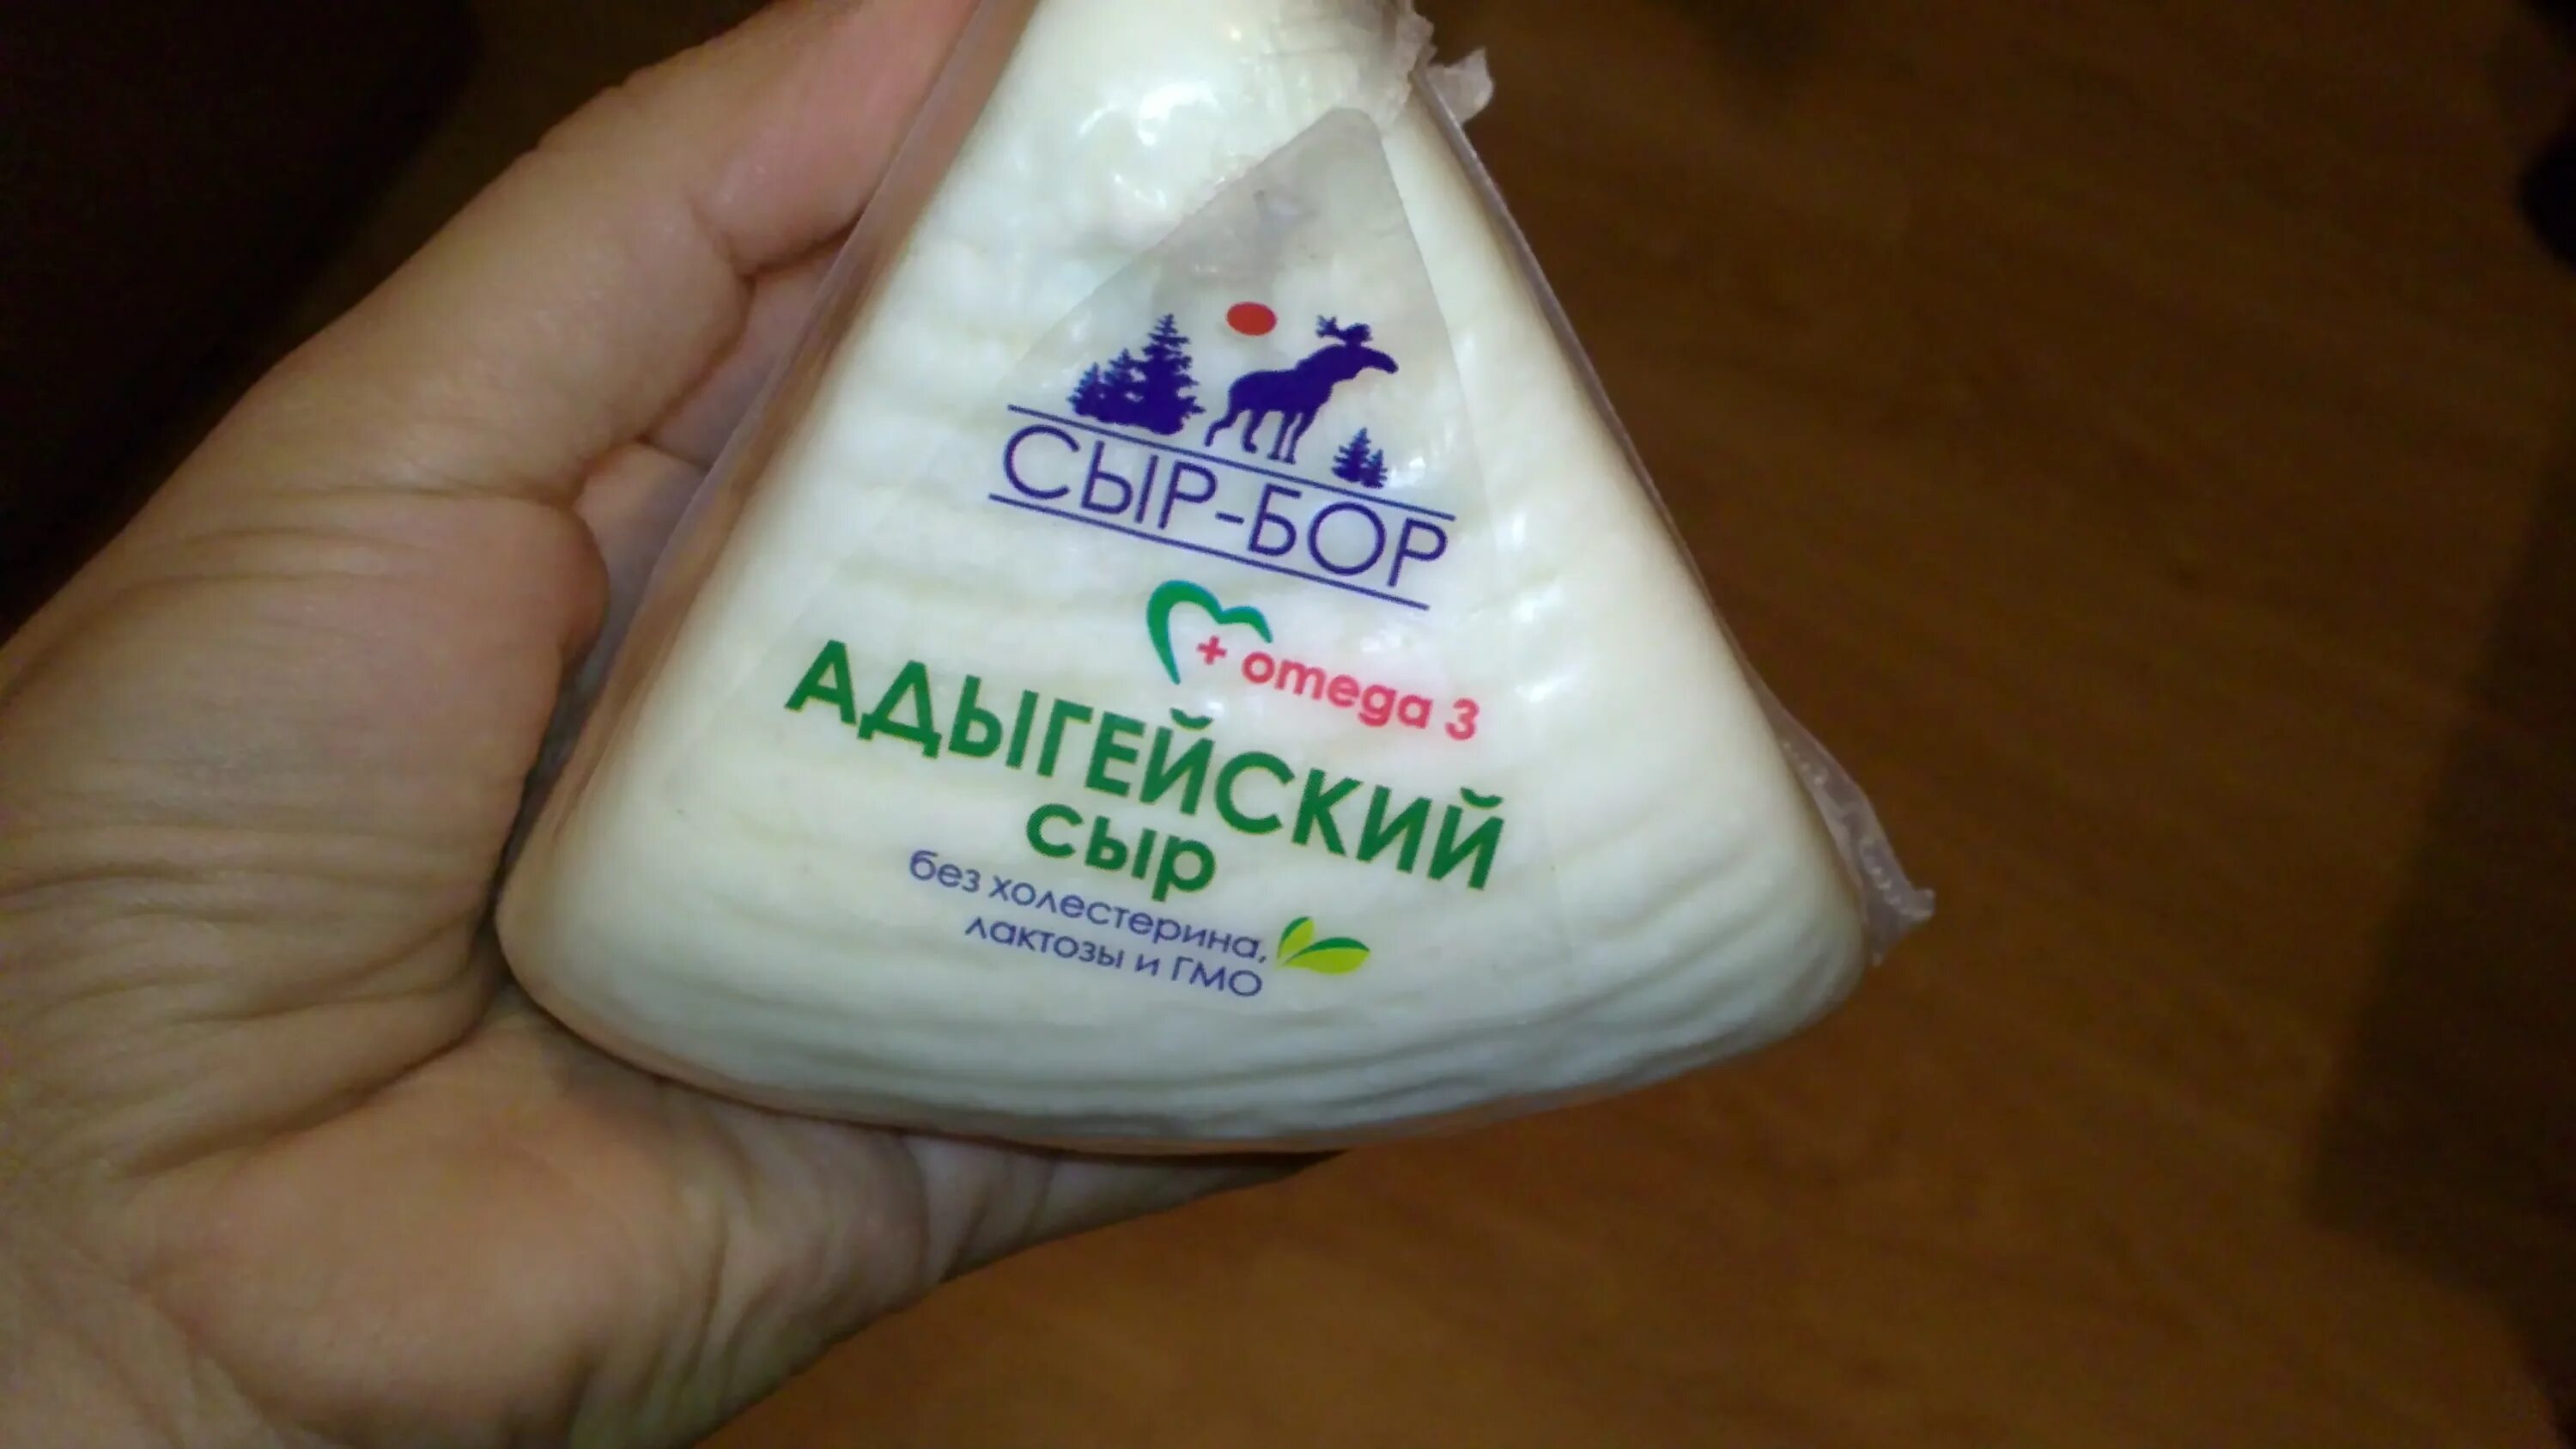 СЫР-БОР
+ omega 3
АДЫГЕЙСКИЙ
сыр
без холестерина,
лактозы и ГМО